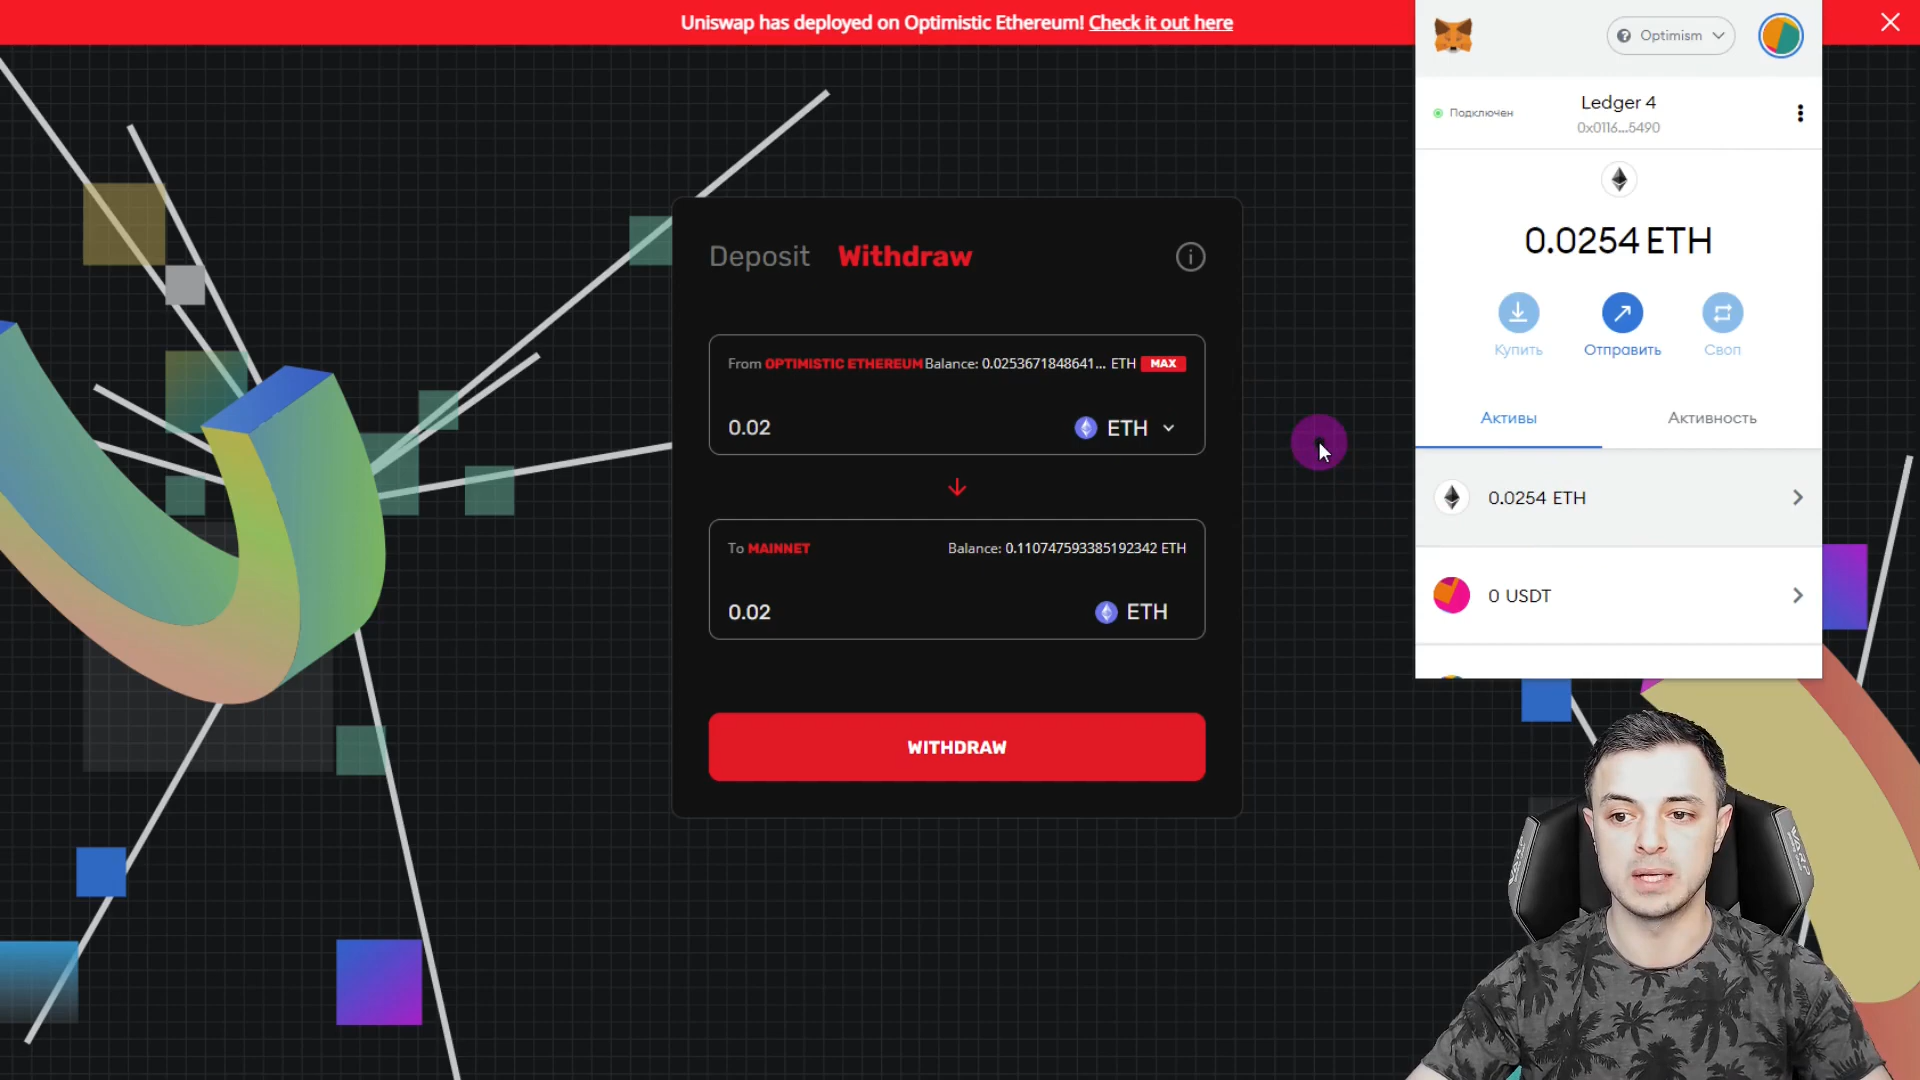 Uniswap has deployed on Optimistic Ethereum! Check it out here
Deposit Withdraw
From OPTIMISTIC ETHEREUM Balance: 0.0253671848641... ETH MAX
0.02 ETH
To MAINNET Balance: 0.110747593385192342 ETH
0.02 ETH
WITHDRAW
Optimism
Подключен
Ledger 4
0x0116...5490
0.0254 ETH
Купить Отправить Своп
Активы Активность
0.0254 ETH
0 USDT